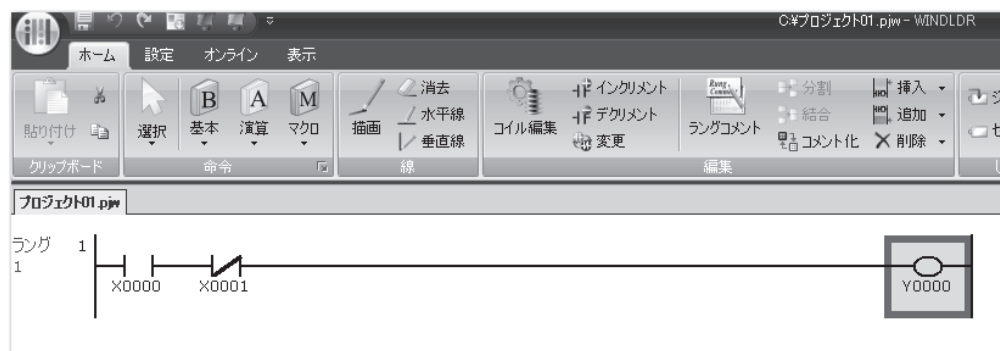 C:¥プロジェクト01.pjw - WINDLDR
ホーム 設定 オンライン 表示
貼り付け 選択 B 基本 A 演算 M マクロ 描画 消去 水平線 垂直線 コイル編集 インクリメント デクリメント 変更 ラングコメント 分割 結合 コメント化 挿入 追加 削除
クリップボード 命令 線 編集
プロジェクト01.pjw
ラング 1
1
X0000 X0001 Y0000